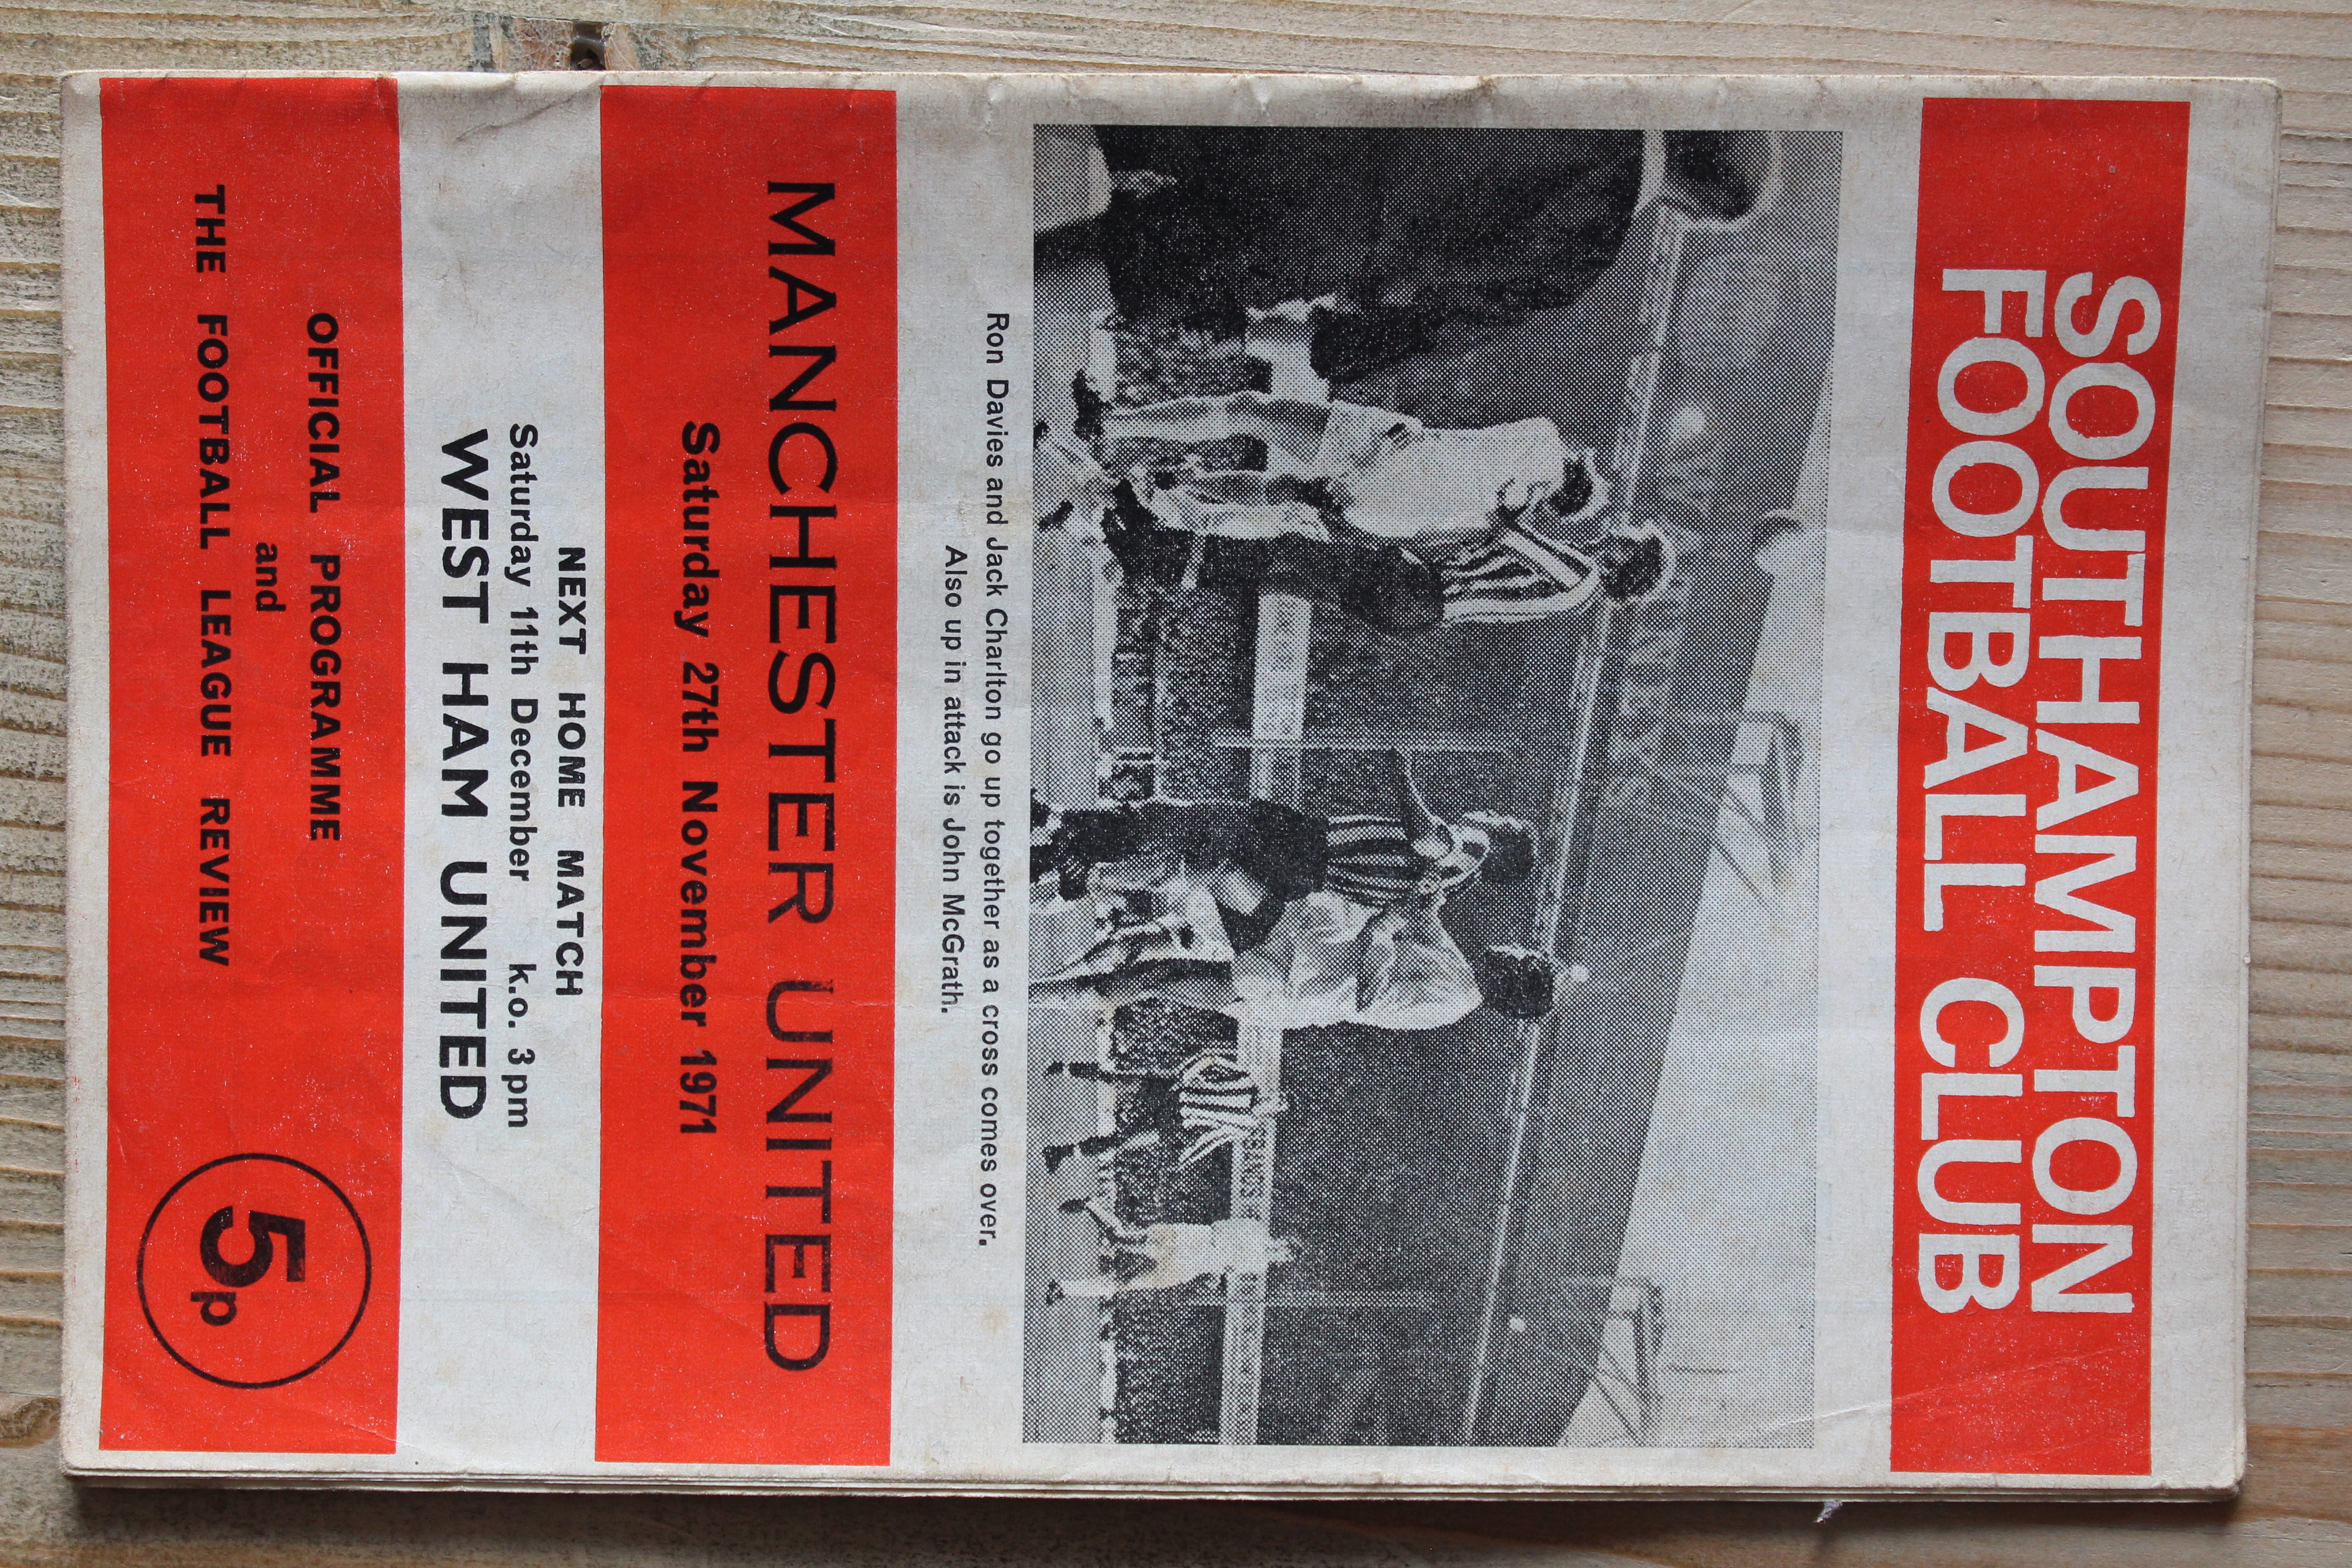 SOUTHAMPTON
FOOTBALL CLUB
BRAND'S
Ron Davies and Jack Charlton go up together as a cross comes over.
Also up in attack is John McGrath.
MANCHESTER UNITED
Saturday 27th November 1971
NEXT HOME MATCH
Saturday 11th December k.o. 3pm
WEST HAM UNITED
OFFICIAL PROGRAMME
and
THE FOOTBALL LEAGUE REVIEW
5p